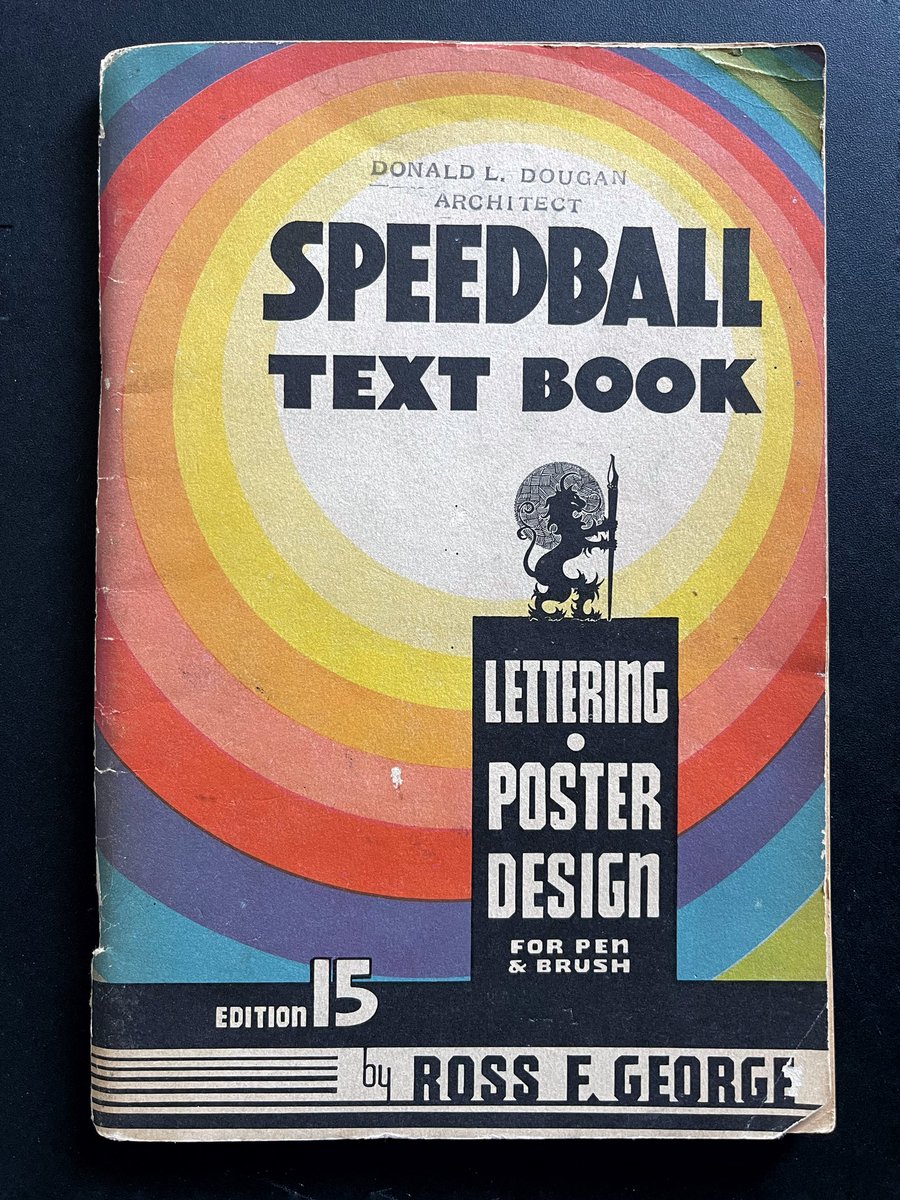 DONALD L. DOUGAN
ARCHITECT
SPEEDBALL
TEXT BOOK
LETTERING
POSTER
DESIGN
FOR PEN
& BRUSH
EDITION 15
by ROSS F. GEORGE